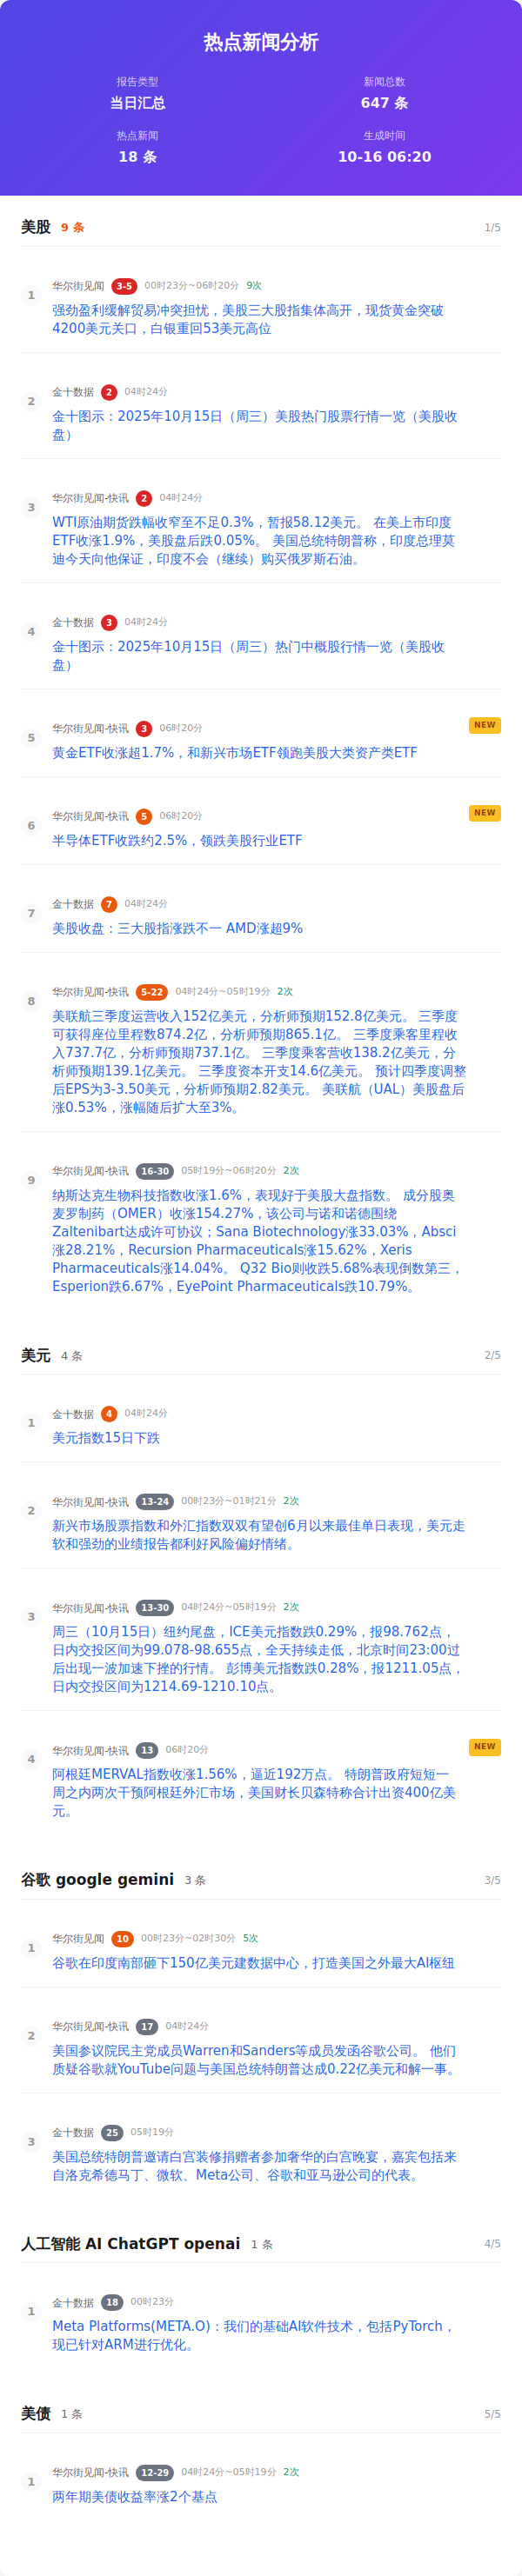 热点新闻分析
报告类型
当日汇总
新闻总数
647 条
热点新闻
18 条
生成时间
10-16 06:20
美股 9 条 1/5
1 华尔街见闻 3-5 00时23分~06时20分 9次
强劲盈利缓解贸易冲突担忧，美股三大股指集体高开，现货黄金突破
4200美元关口，白银重回53美元高位
2 金十数据 2 04时24分
金十图示：2025年10月15日（周三）美股热门股票行情一览（美股收
盘）
3 华尔街见闻-快讯 2 04时24分
WTI原油期货跌幅收窄至不足0.3%，暂报58.12美元。 在美上市印度
ETF收涨1.9%，美股盘后跌0.05%。 美国总统特朗普称，印度总理莫
迪今天向他保证，印度不会（继续）购买俄罗斯石油。
4 金十数据 3 04时24分
金十图示：2025年10月15日（周三）热门中概股行情一览（美股收
盘）
5 华尔街见闻-快讯 3 06时20分 NEW
黄金ETF收涨超1.7%，和新兴市场ETF领跑美股大类资产类ETF
6 华尔街见闻-快讯 5 06时20分 NEW
半导体ETF收跌约2.5%，领跌美股行业ETF
7 金十数据 7 04时24分
美股收盘：三大股指涨跌不一 AMD涨超9%
8 华尔街见闻-快讯 5-22 04时24分~05时19分 2次
美联航三季度运营收入152亿美元，分析师预期152.8亿美元。 三季度
可获得座位里程数874.2亿，分析师预期865.1亿。 三季度乘客里程收
入737.7亿，分析师预期737.1亿。 三季度乘客营收138.2亿美元，分
析师预期139.1亿美元。 三季度资本开支14.6亿美元。 预计四季度调整
后EPS为3-3.50美元，分析师预期2.82美元。 美联航（UAL）美股盘后
涨0.53%，涨幅随后扩大至3%。
9 华尔街见闻-快讯 16-30 05时19分~06时20分 2次
纳斯达克生物科技指数收涨1.6%，表现好于美股大盘指数。 成分股奥
麦罗制药（OMER）收涨154.27%，该公司与诺和诺德围绕
Zaltenibart达成许可协议；Sana Biotechnology涨33.03%，Absci
涨28.21%，Recursion Pharmaceuticals涨15.62%，Xeris
Pharmaceuticals涨14.04%。 Q32 Bio则收跌5.68%表现倒数第三，
Esperion跌6.67%，EyePoint Pharmaceuticals跌10.79%。
美元 4 条 2/5
1 金十数据 4 04时24分
美元指数15日下跌
2 华尔街见闻-快讯 13-24 00时23分~01时21分 2次
新兴市场股票指数和外汇指数双双有望创6月以来最佳单日表现，美元走
软和强劲的业绩报告都利好风险偏好情绪。
3 华尔街见闻-快讯 13-30 04时24分~05时19分 2次
周三（10月15日）纽约尾盘，ICE美元指数跌0.29%，报98.762点，
日内交投区间为99.078-98.655点，全天持续走低，北京时间23:00过
后出现一波加速下挫的行情。 彭博美元指数跌0.28%，报1211.05点，
日内交投区间为1214.69-1210.10点。
4 华尔街见闻-快讯 13 06时20分 NEW
阿根廷MERVAL指数收涨1.56%，逼近192万点。 特朗普政府短短一
周之内两次干预阿根廷外汇市场，美国财长贝森特称合计出资400亿美
元。
谷歌 google gemini 3 条 3/5
1 华尔街见闻 10 00时23分~02时30分 5次
谷歌在印度南部砸下150亿美元建数据中心，打造美国之外最大AI枢纽
2 华尔街见闻-快讯 17 04时24分
美国参议院民主党成员Warren和Sanders等成员发函谷歌公司。 他们
质疑谷歌就YouTube问题与美国总统特朗普达成0.22亿美元和解一事。
3 金十数据 25 05时19分
美国总统特朗普邀请白宫装修捐赠者参加奢华的白宫晚宴，嘉宾包括来
自洛克希德马丁、微软、Meta公司、谷歌和亚马逊公司的代表。
人工智能 AI ChatGPT openai 1 条 4/5
1 金十数据 18 00时23分
Meta Platforms(META.O)：我们的基础AI软件技术，包括PyTorch，
现已针对ARM进行优化。
美债 1 条 5/5
1 华尔街见闻-快讯 12-29 04时24分~05时19分 2次
两年期美债收益率涨2个基点